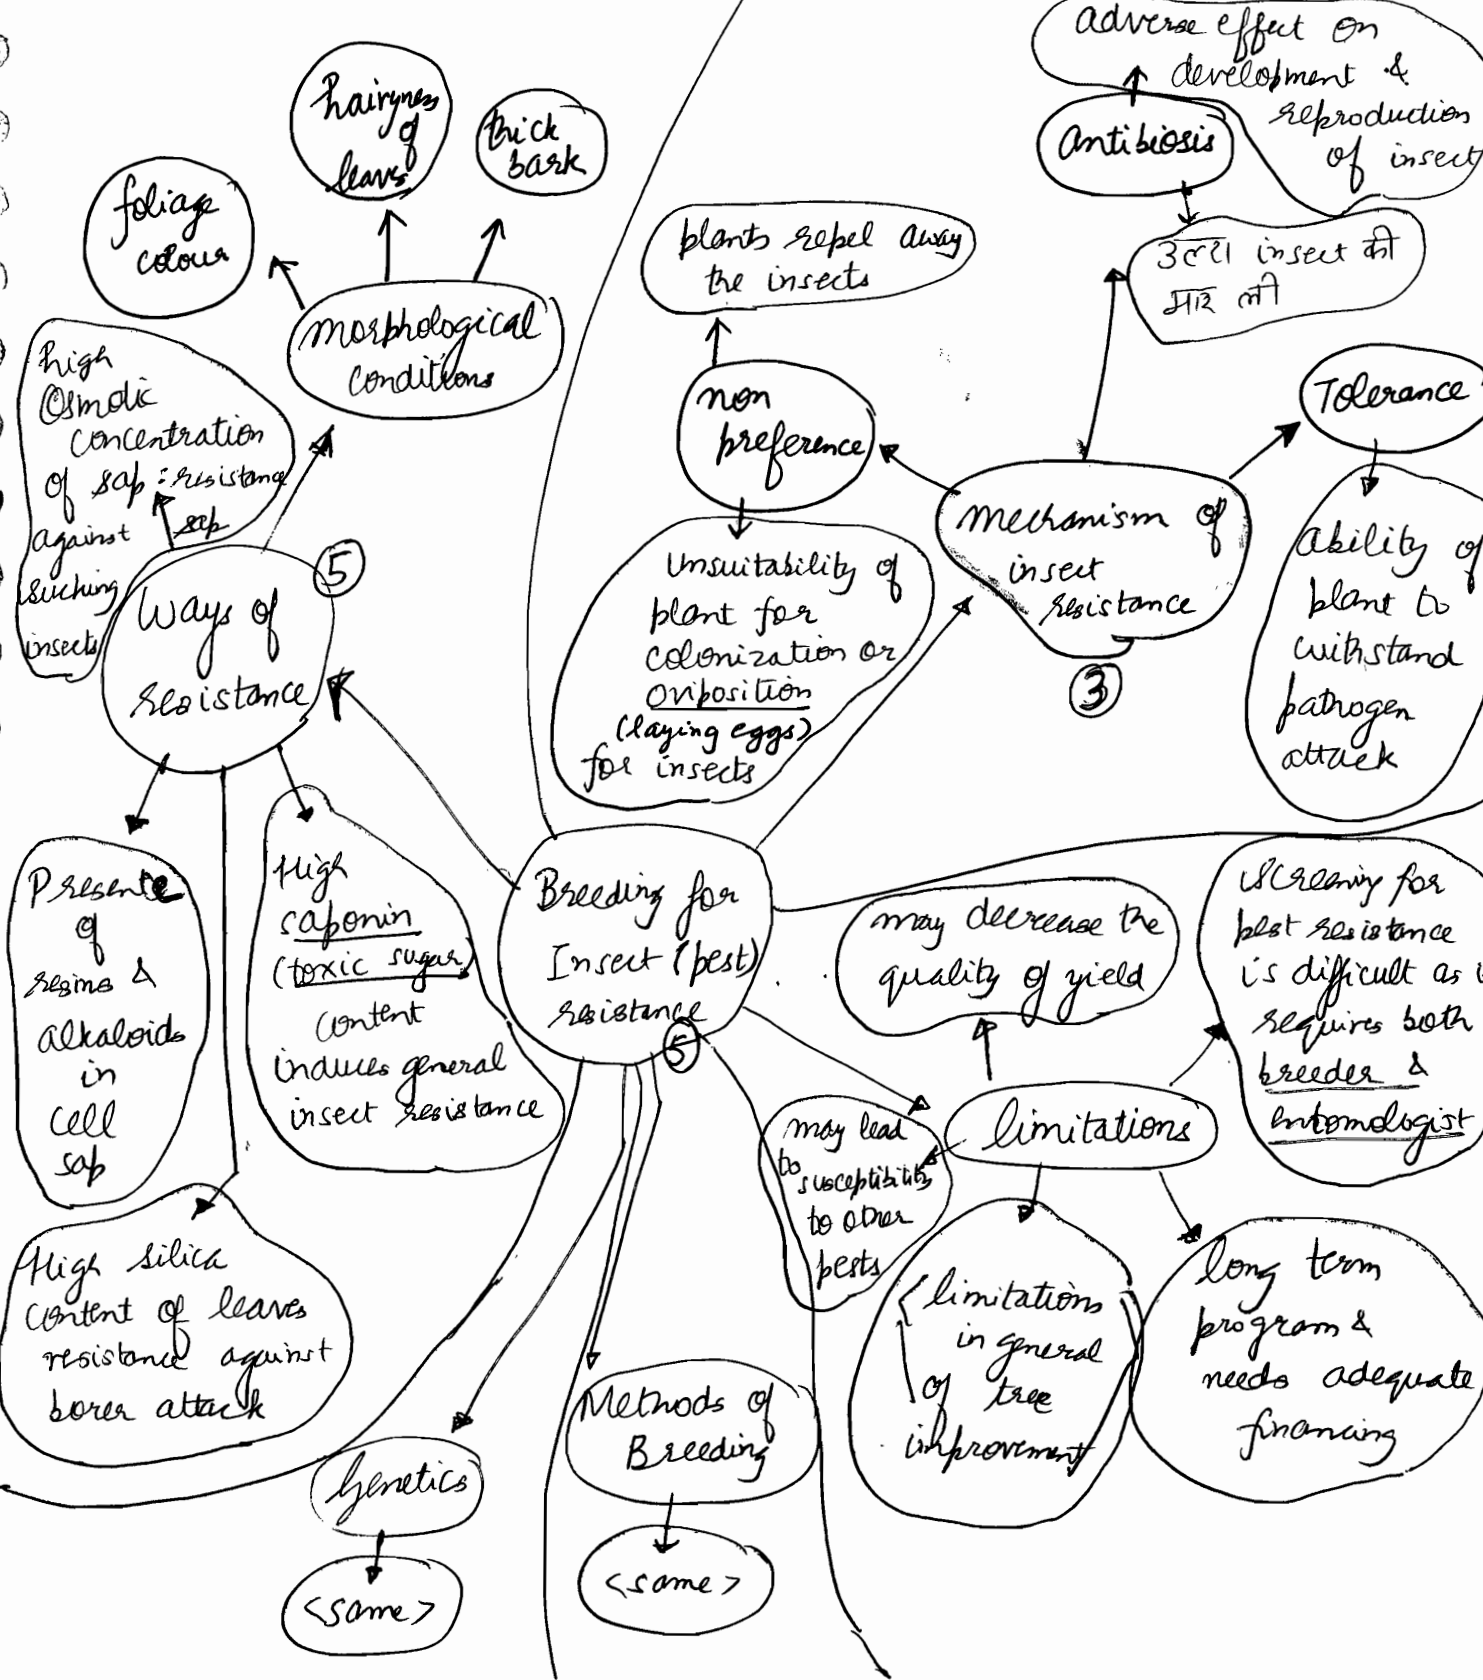 hairyness
of
leavs
thick
bark
foliage
colour
morphological
conditions
high
Osmotic
concentration
of sap : resistance
sap
against
sucking
insects
Ways of
resistance
5
adverse effect on
development &
reproduction
of insect
antibiosis
उल्टा insect की
मार ली
plants repel away
the insects
non
preference
Tolerance
mechanism of
insect
resistance
3
Unsuitability of
plant for
colonization or
oviposition
(laying eggs)
for insects
Ability of
plant to
withstand
pathogen
attack
Presence
of
resins &
alkaloids
in
cell
sap
High
saponin
(toxic sugar)
content
induces general
insect resistance
High silica
content of leaves
resistance against
borer attack
Breeding for
Insect (pest)
resistance
5
may decrease the
quality of yield
Screening for
pest resistance
is difficult as
requires both
breeder &
entomologist
limitations
may lead
to
susceptibility
to other
pests
limitations
in general
of tree
improvement
long term
program &
needs adequate
financing
Genetics
<same>
Methods of
Breeding
<same>